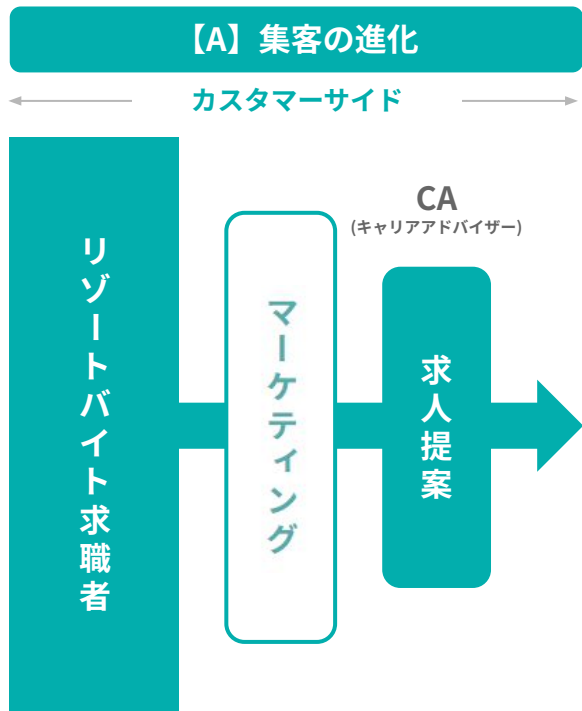 【A】集客の進化
カスタマーサイド
リゾートバイト求職者
マーケティング
CA
(キャリアアドバイザー)
求人提案